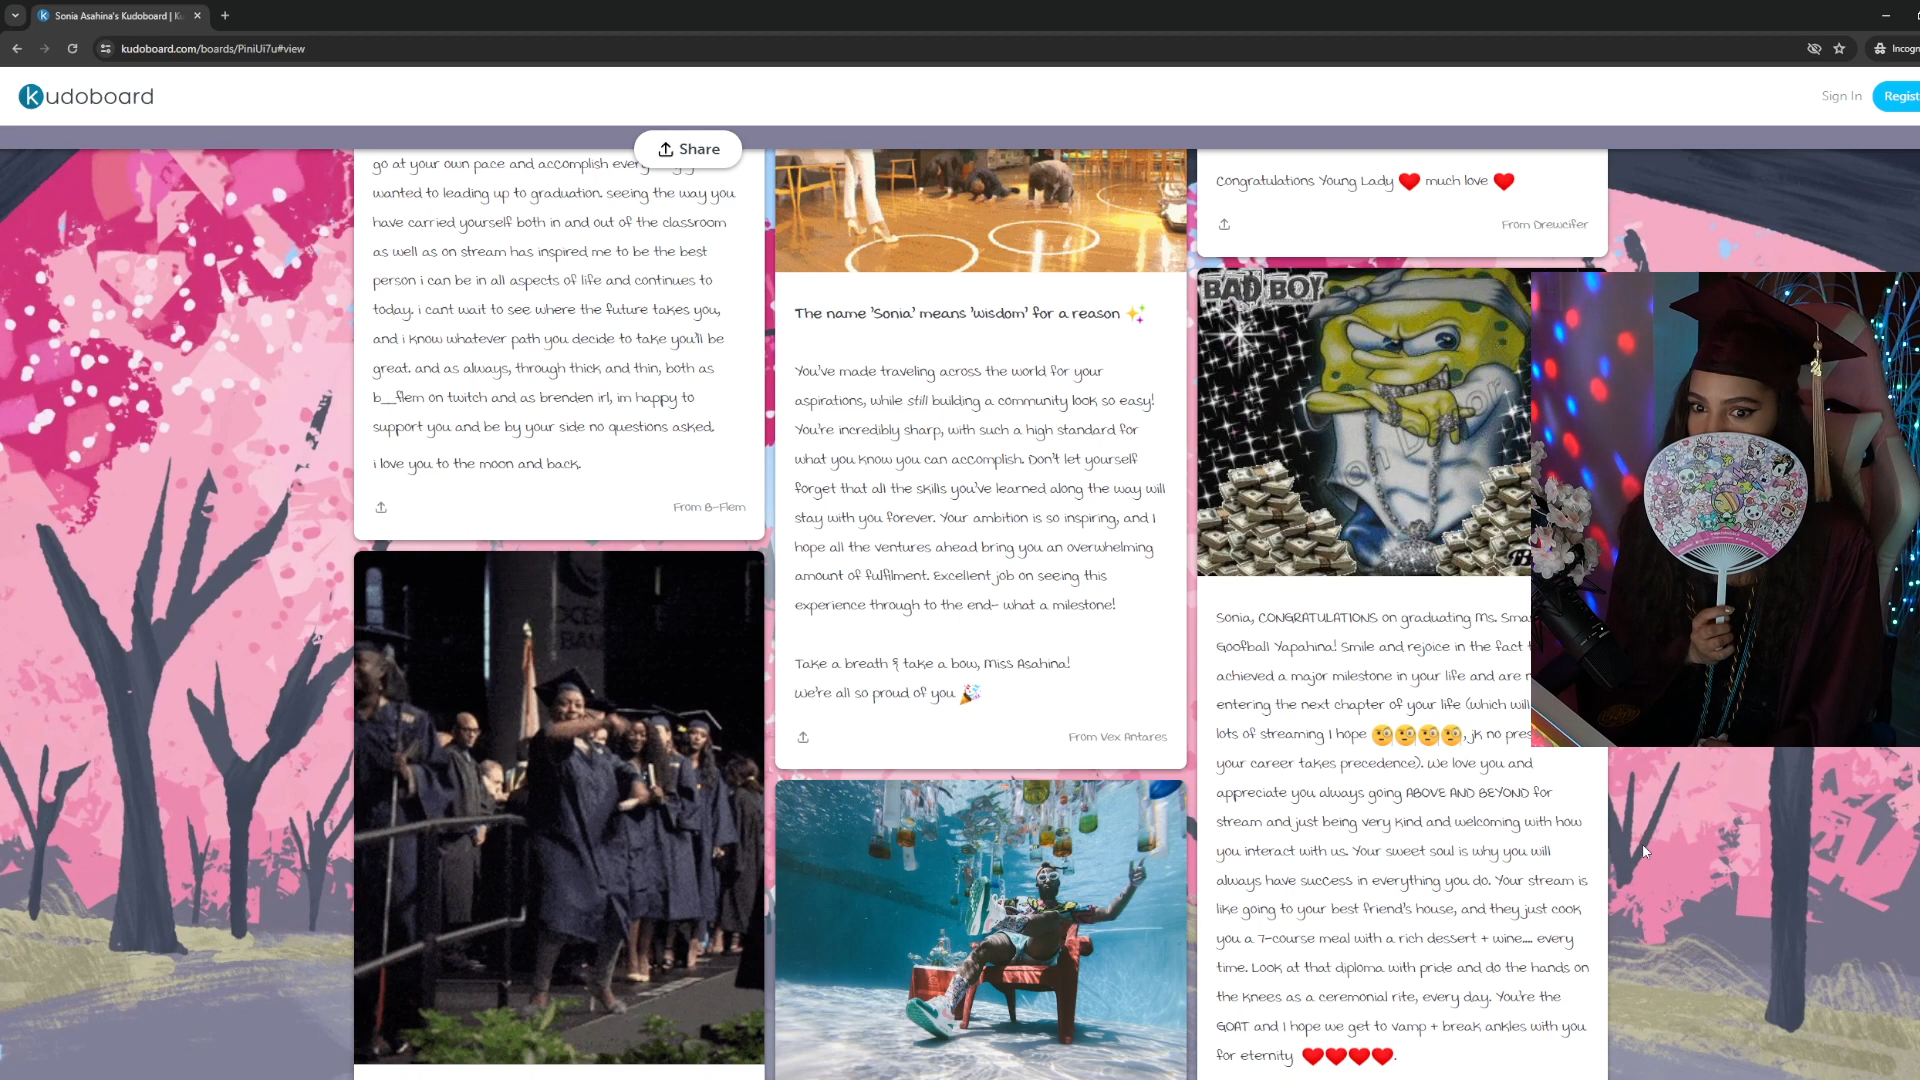 Sonia Asahina's Kudoboard | K
kudoboard.com/boards/PiniUi7u#view
Incogn
kudoboard
Sign In
Regist
Share
go at your own pace and accomplish
wanted to leading up to graduation. seeing the way you
have carried yourself both in and out of the classroom
as well as on stream has inspired me to be the best
person i can be in all aspects of life and continues to
today. i cant wait to see where the future takes you,
and i know whatever path you decide to take you'll be
great. and as always, through thick and thin, both as
b__flem on twitch and as brenden irl, im happy to
support you and be by your side no questions asked.
i love you to the moon and back.
From B-Flem
The name 'Sonia' means 'wisdom' for a reason ✨
You've made traveling across the world for your
aspirations, while still building a community look so easy!
You're incredibly sharp, with such a high standard for
what you know you can accomplish. Don't let yourself
forget that all the skills you've learned along the way will
stay with you forever. Your ambition is so inspiring, and I
hope all the ventures ahead bring you an overwhelming
amount of fulfilment. Excellent job on seeing this
experience through to the end- what a milestone!
Take a breath & take a bow, Miss Asahina!
We're all so proud of you 🎉
From Vex Antares
Congratulations Young Lady ❤️ much love ❤️
From Drewcifer
BAD BOY
Sonia, CONGRATULATIONS on graduating Ms. Sma
Goofball Yapahina! Smile and rejoice in the fact
achieved a major milestone in your life and are
entering the next chapter of your life (which will
lots of streaming I hope 🧐🧐🧐🧐, jk no pres
your career takes precedence). We love you and
appreciate you always going ABOVE AND BEYOND for
stream and just being very kind and welcoming with how
you interact with us. Your sweet soul is why you will
always have success in everything you do. Your stream is
like going to your best friend's house, and they just cook
you a 7-course meal with a rich dessert + wine.... every
time. Look at that diploma with pride and do the hands on
the knees as a ceremonial rite, every day. You're the
GOAT and I hope we get to vamp + break ankles with you
for eternity ❤️❤️❤️❤️.